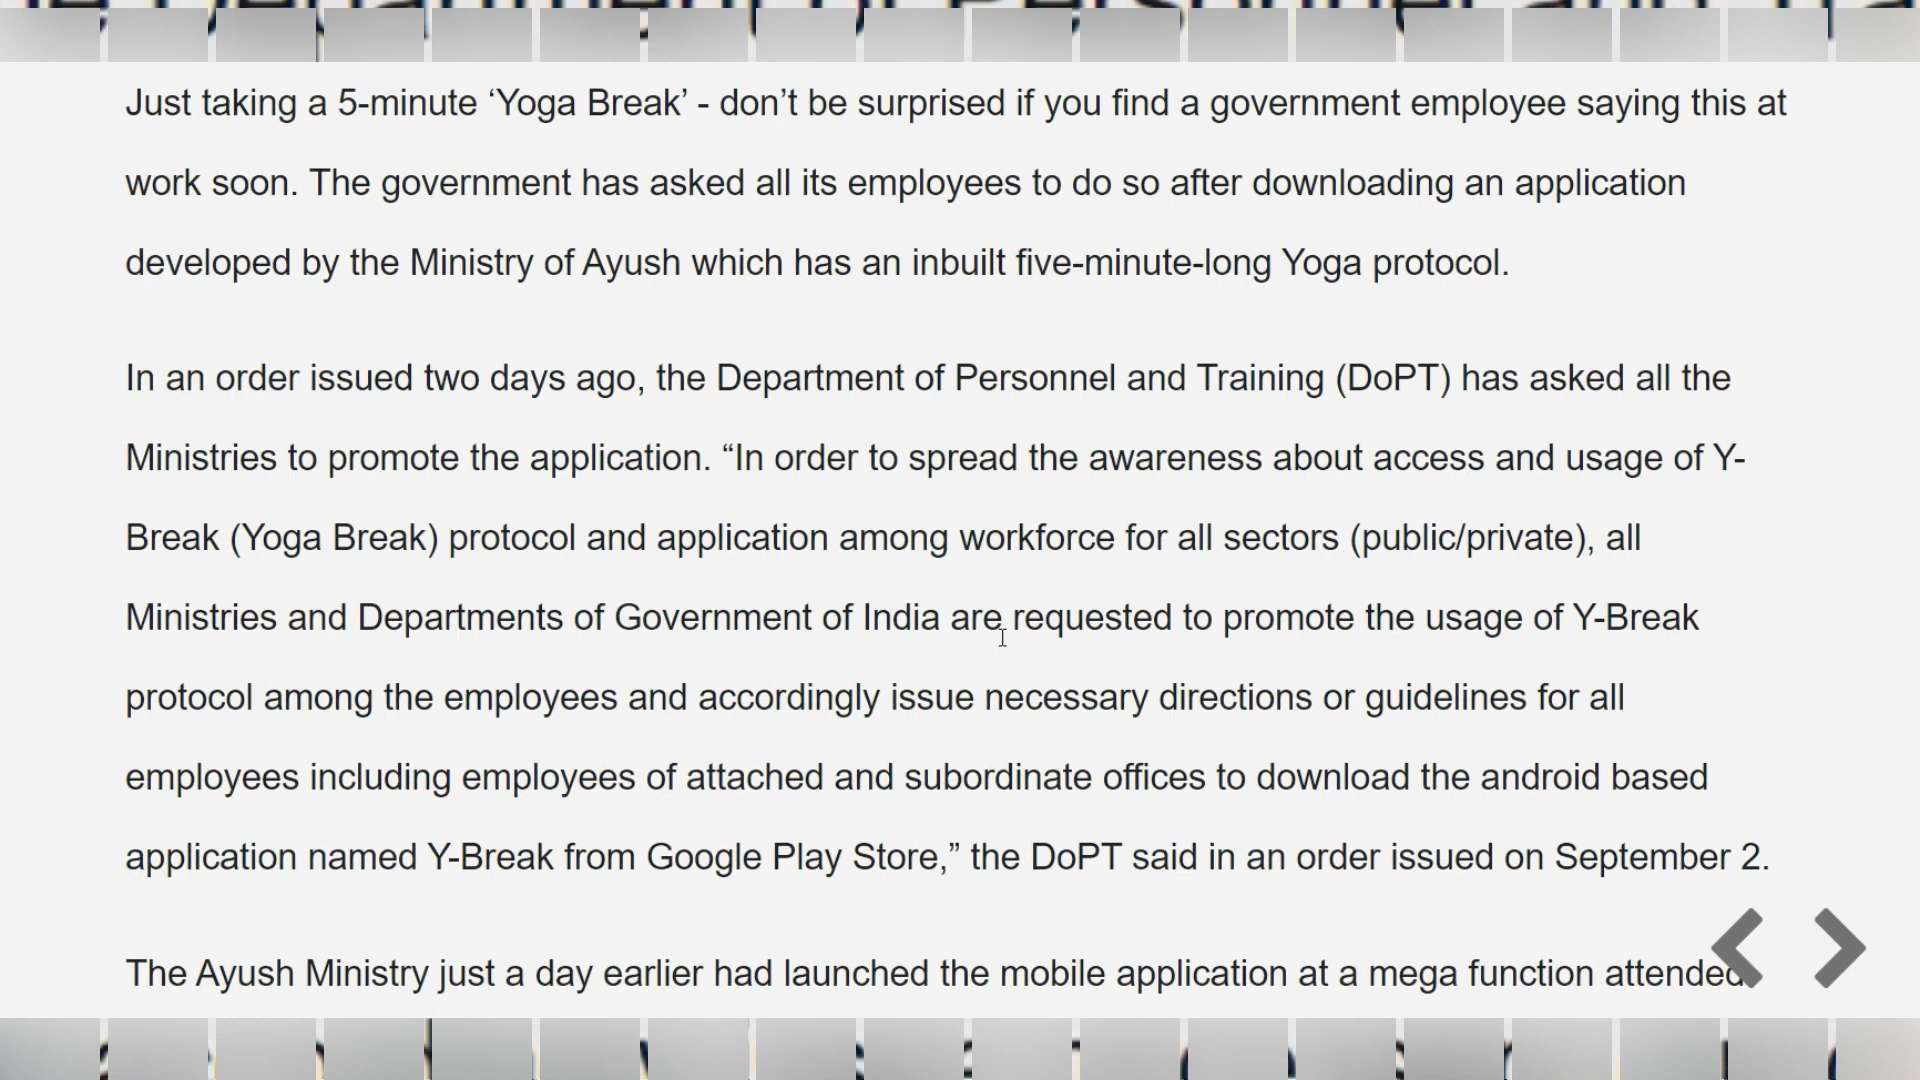 Just taking a 5-minute ‘Yoga Break’ - don’t be surprised if you find a government employee saying this at
work soon. The government has asked all its employees to do so after downloading an application
developed by the Ministry of Ayush which has an inbuilt five-minute-long Yoga protocol.
In an order issued two days ago, the Department of Personnel and Training (DoPT) has asked all the
Ministries to promote the application. “In order to spread the awareness about access and usage of Y-
Break (Yoga Break) protocol and application among workforce for all sectors (public/private), all
Ministries and Departments of Government of India are requested to promote the usage of Y-Break
protocol among the employees and accordingly issue necessary directions or guidelines for all
employees including employees of attached and subordinate offices to download the android based
application named Y-Break from Google Play Store,” the DoPT said in an order issued on September 2.
The Ayush Ministry just a day earlier had launched the mobile application at a mega function attended